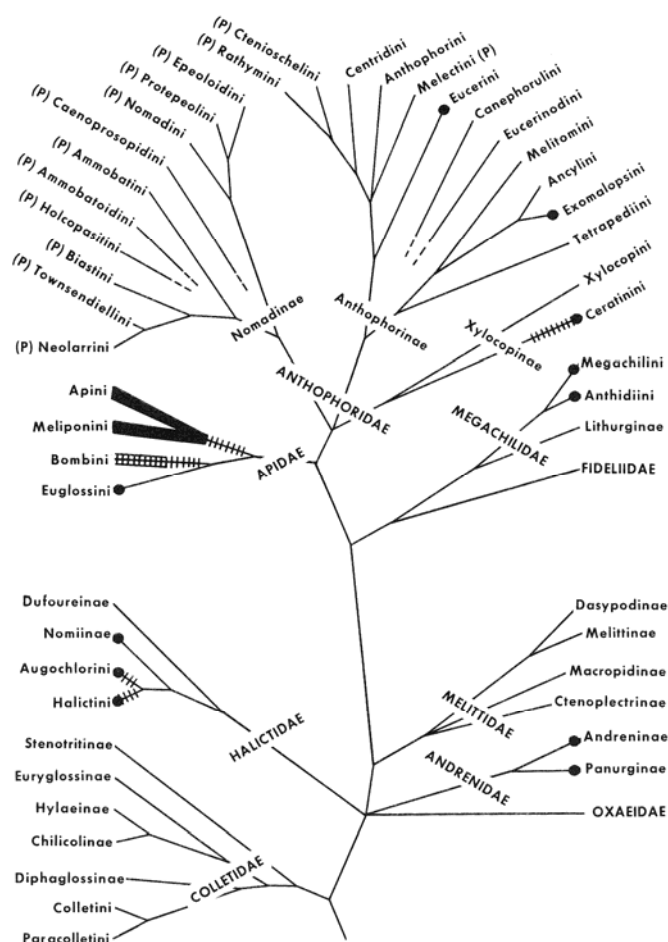 (P) Ctenioschelini
(P) Rathymini
(P) Epeoloidini
(P) Protepeolini
(P) Nomadini
(P) Caenoprosopidini
(P) Ammobatini
(P) Ammobatoidini
(P) Holcopasitini
(P) Biastini
(P) Townsendiellini
(P) Neolarrini
Centridini
Anthophorini
Melectini (P)
Eucerini
Canephorulini
Eucerinodini
Melitomini
Ancylini
Exomalopsini
Tetrapediini
Xylocopini
Ceratinini
Nomadinae
Anthophorinae
Xylocopinae
ANTHOPHORIDAE
Megachilini
Anthidiini
Lithurginae
MEGACHILIDAE
FIDELIIDAE
Apini
Meliponini
Bombini
Euglossini
APIDAE
Dufoureinae
Nomiinae
Augochlorini
Halictini
HALICTIDAE
Dasypodinae
Melittinae
Macropidinae
Ctenoplectrinae
MELITTIDAE
Andreninae
Panurginae
ANDRENIDAE
OXAEIDAE
Stenotritinae
Euryglossinae
Hylaeinae
Chilicolinae
Diphaglossinae
Colletini
Paracolletini
COLLETIDAE